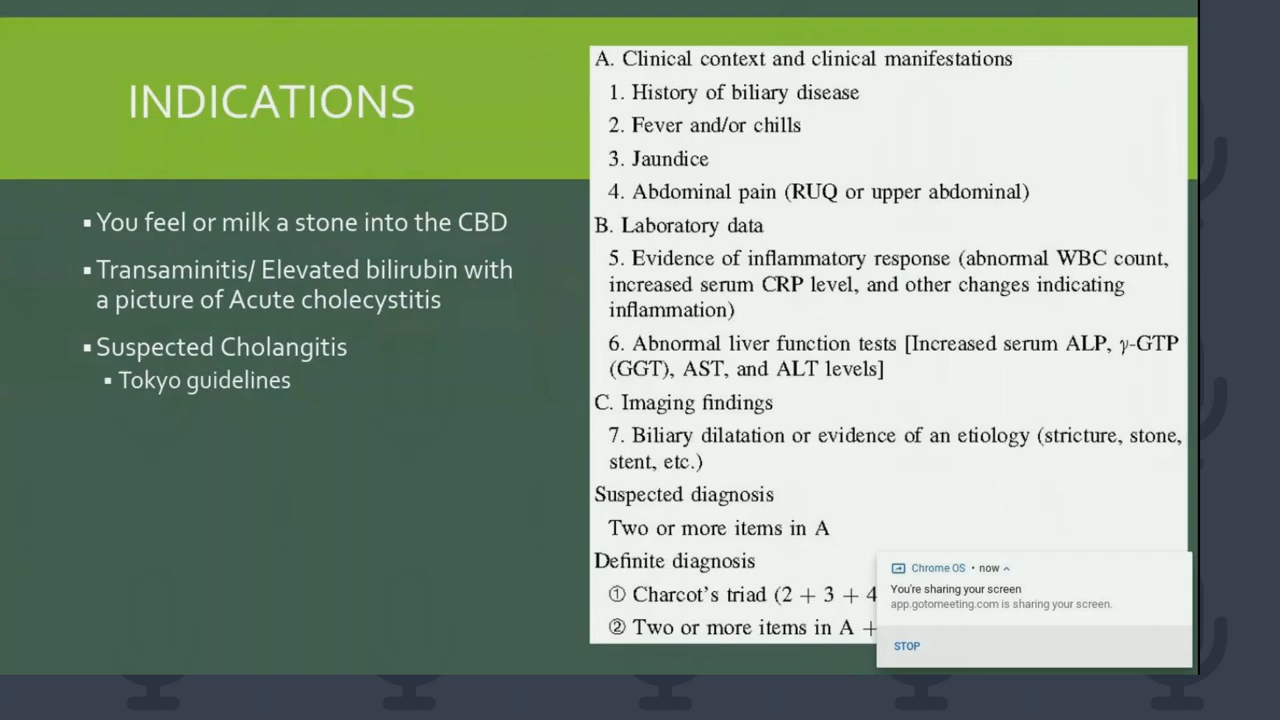 INDICATIONS
▪ You feel or milk a stone into the CBD
▪ Transaminitis/ Elevated bilirubin with
a picture of Acute cholecystitis
▪ Suspected Cholangitis
▪ Tokyo guidelines
A. Clinical context and clinical manifestations
1. History of biliary disease
2. Fever and/or chills
3. Jaundice
4. Abdominal pain (RUQ or upper abdominal)
B. Laboratory data
5. Evidence of inflammatory response (abnormal WBC count,
increased serum CRP level, and other changes indicating
inflammation)
6. Abnormal liver function tests [Increased serum ALP, γ-GTP
(GGT), AST, and ALT levels]
C. Imaging findings
7. Biliary dilatation or evidence of an etiology (stricture, stone,
stent, etc.)
Suspected diagnosis
Two or more items in A
Definite diagnosis
① Charcot's triad (2 + 3 + 4
② Two or more items in A +
Chrome OS • now
You're sharing your screen
app.gotomeeting.com is sharing your screen.
STOP